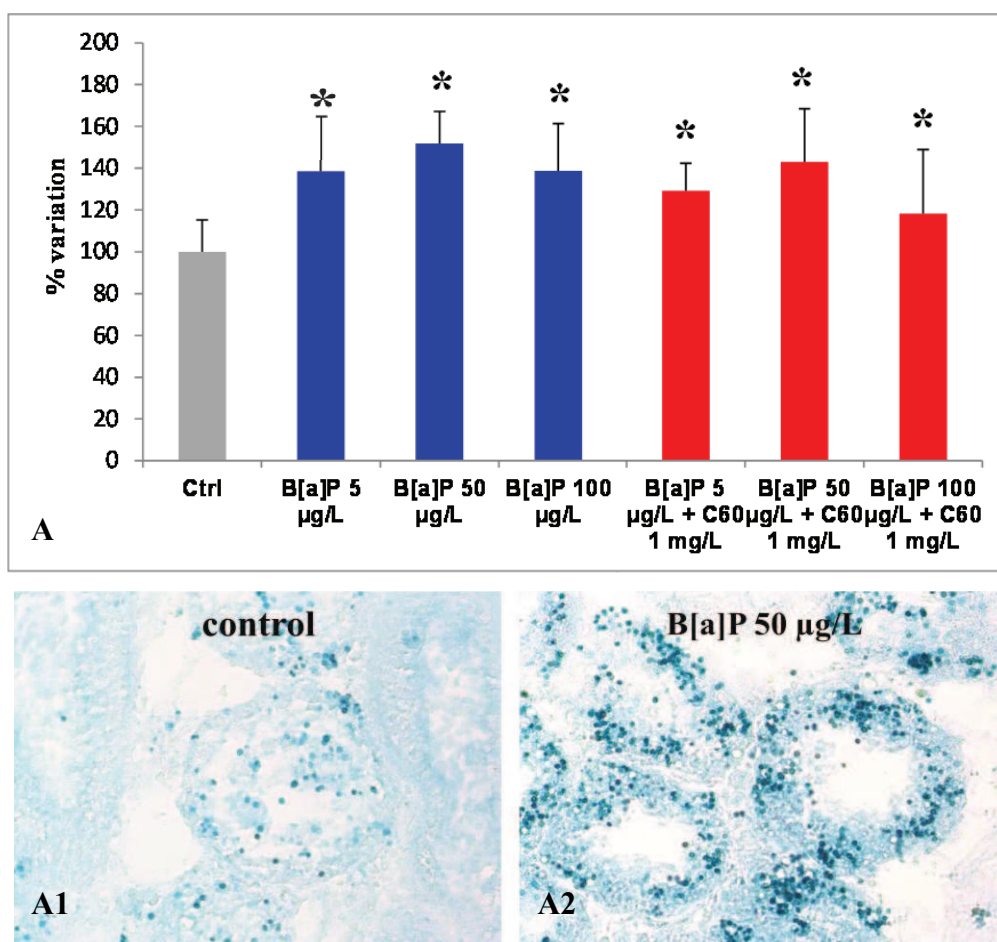 200
180
160
140
120
100
80
60
40
20
0
% variation
* * * * * *
Ctrl
B[a]P 5
µg/L
B[a]P 50
µg/L
B[a]P 100
µg/L
B[a]P 5
µg/L + C60
1 mg/L
B[a]P 50
µg/L + C60
1 mg/L
B[a]P 100
µg/L + C60
1 mg/L
A
control
A1
B[a]P 50 µg/L
A2